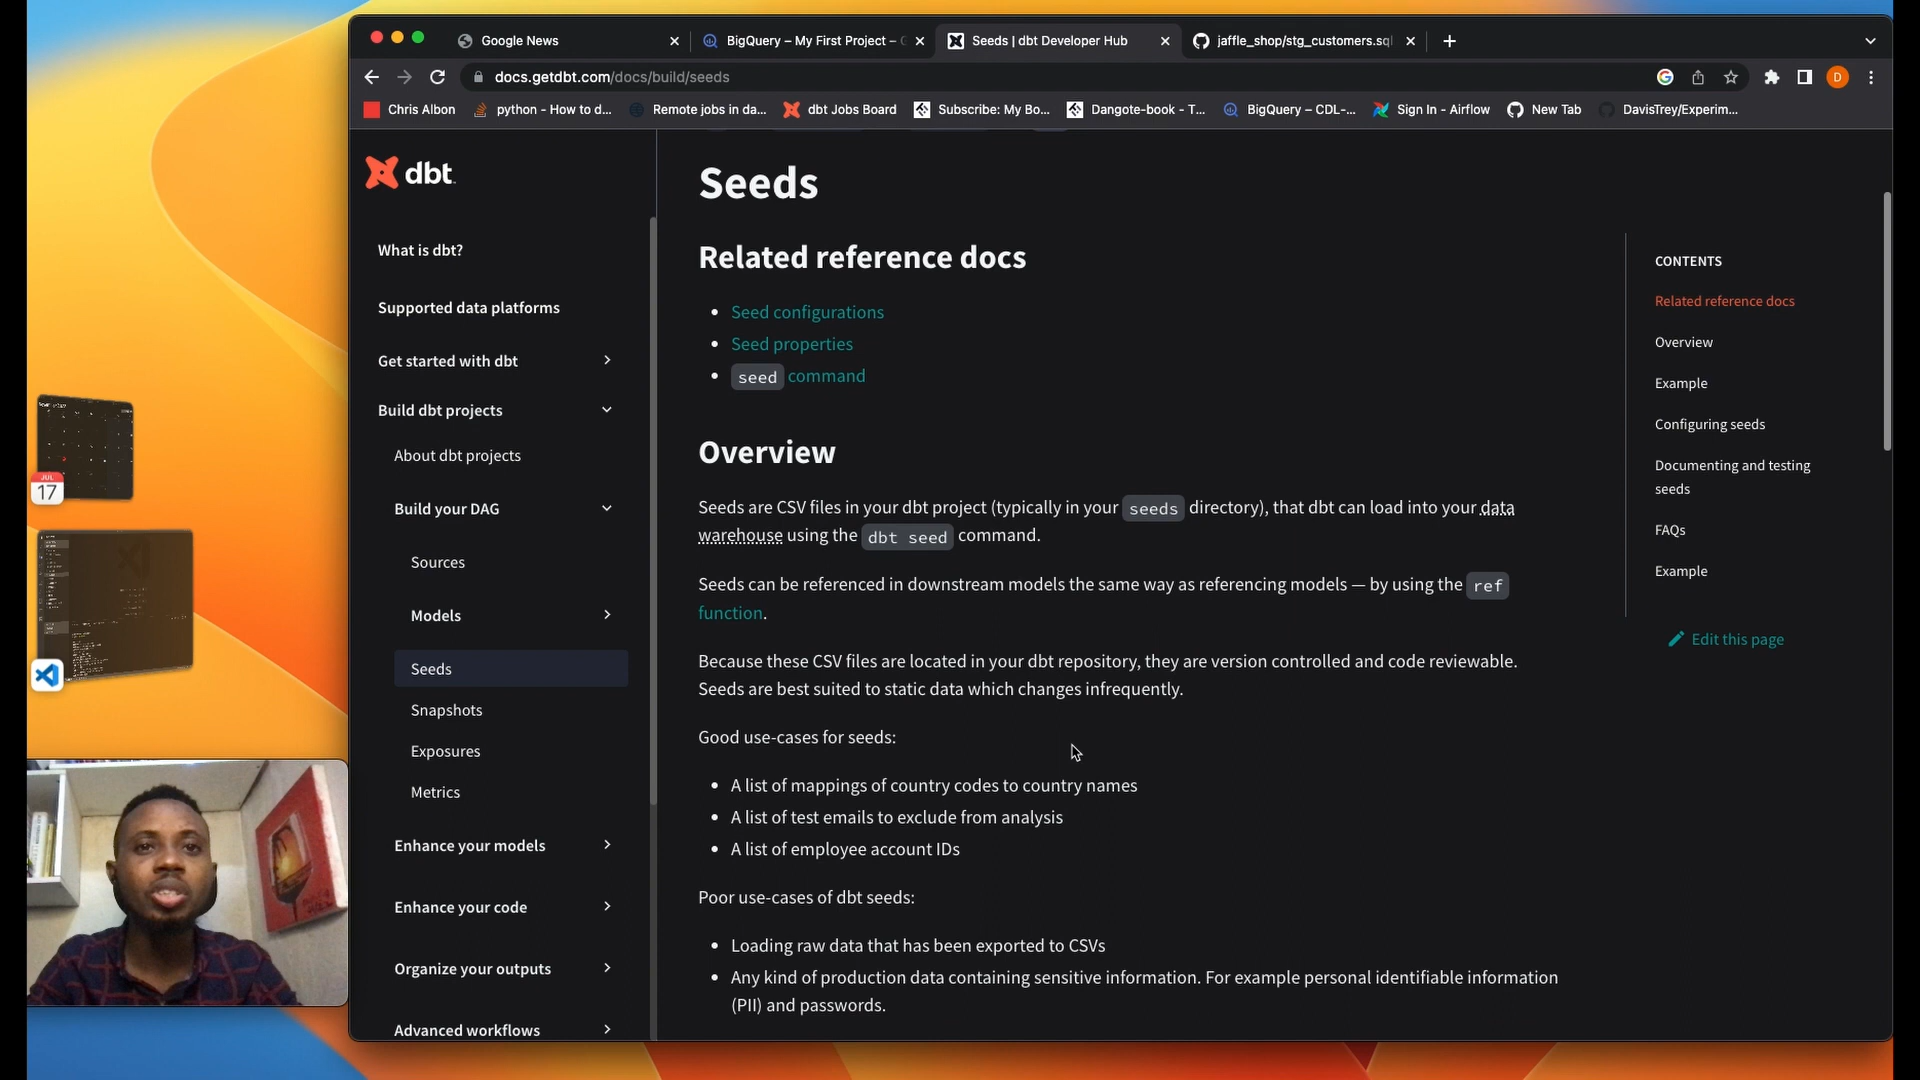 Google News
BigQuery – My First Project –
Seeds | dbt Developer Hub
jaffle_shop/stg_customers.sql
docs.getdbt.com/docs/build/seeds
D
Chris Albon
python - How to d...
Remote jobs in da...
dbt Jobs Board
Subscribe: My Bo...
Dangote-book - T...
BigQuery – CDL-...
Sign In - Airflow
New Tab
DavisTrey/Experim...
dbt
What is dbt?
Supported data platforms
Get started with dbt
Build dbt projects
About dbt projects
Build your DAG
Sources
Models
Seeds
Snapshots
Exposures
Metrics
Enhance your models
Enhance your code
Organize your outputs
Advanced workflows
Seeds
Related reference docs
Seed configurations
Seed properties
seed command
Overview
Seeds are CSV files in your dbt project (typically in your seeds directory), that dbt can load into your data
warehouse using the dbt seed command.
Seeds can be referenced in downstream models the same way as referencing models — by using the ref
function.
Because these CSV files are located in your dbt repository, they are version controlled and code reviewable.
Seeds are best suited to static data which changes infrequently.
Good use-cases for seeds:
A list of mappings of country codes to country names
A list of test emails to exclude from analysis
A list of employee account IDs
Poor use-cases of dbt seeds:
Loading raw data that has been exported to CSVs
Any kind of production data containing sensitive information. For example personal identifiable information
(PII) and passwords.
CONTENTS
Related reference docs
Overview
Example
Configuring seeds
Documenting and testing
seeds
FAQs
Example
Edit this page
JUL
17